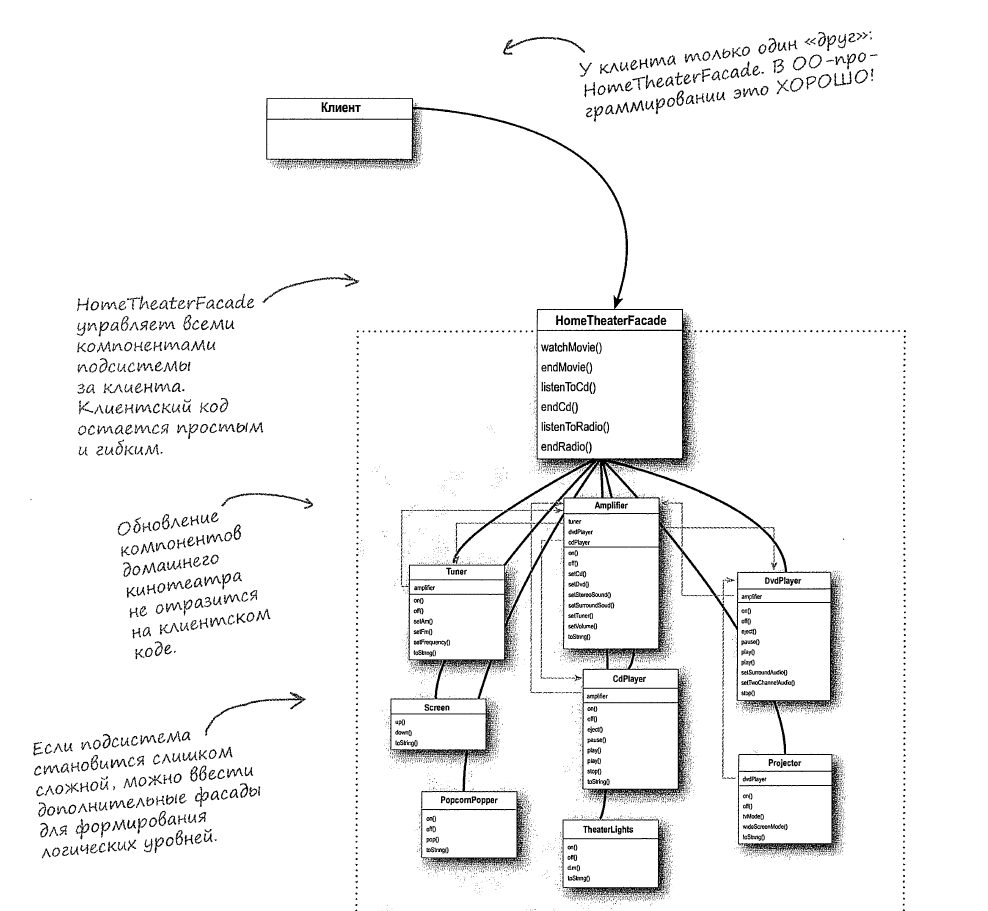 У клиента только один «друг»:
HomeTheaterFacade. В ОО-про-
граммировании это ХОРОШО!
Клиент
HomeTheaterFacade
управляет всеми
компонентами
подсистемы
за клиента.
Клиентский код
остается простым
и гибким.
HomeTheaterFacade
watchMovie()
endMovie()
listenToCd()
endCd()
listenToRadio()
endRadio()
Обновление
компонентов
домашнего
кинотеатра
не отразится
на клиентском
коде.
Amplifier
tuner
dvdPlayer
cdPlayer
on()
off()
setCd()
setDvd()
setStereoSound()
setSurroundSoud()
setTuner()
setVolume()
toString()
Tuner
amplifier
on()
off()
setAm()
setFm()
setFrequency()
toString()
DvdPlayer
amplifier
on()
off()
eject()
pause()
play()
play()
setSurroundAudio()
setTwoChannelAudio()
stop()
Screen
up()
down()
toString()
CdPlayer
amplifier
on()
off()
eject()
pause()
play()
play()
stop()
toString()
Если подсистема
становится слишком
сложной, можно ввести
дополнительные фасады
для формирования
логических уровней.
PopcornPopper
on()
off()
pop()
toString()
TheaterLights
on()
off()
dim()
toString()
Projector
dvdPlayer
on()
off()
tvMode()
wideScreenMode()
toString()